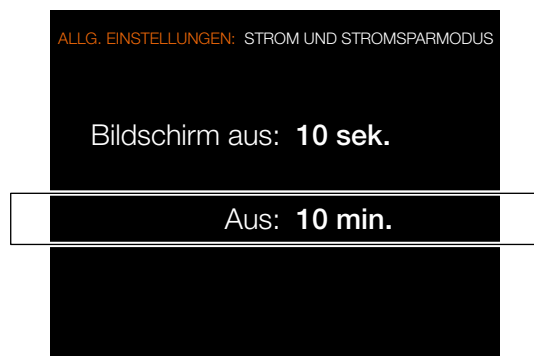 ALLG. EINSTELLUNGEN: STROM UND STROMSPARMODUS
Bildschirm aus: 10 sek.
Aus: 10 min.